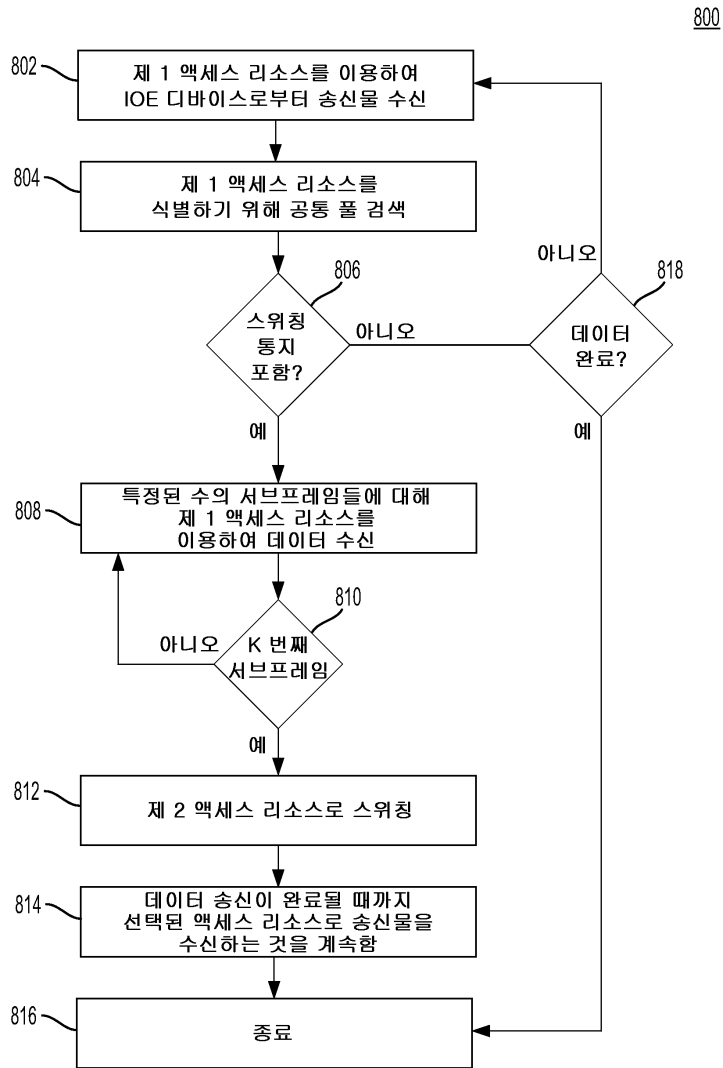 800
802
제 1 액세스 리소스를 이용하여
IOE 디바이스로부터 송신물 수신
804
제 1 액세스 리소스를
식별하기 위해 공통 풀 검색
806
스위칭
통지
포함?
아니오
아니오
818
데이터
완료?
예
예
808
특정된 수의 서브프레임들에 대해
제 1 액세스 리소스를
이용하여 데이터 수신
810
아니오
K 번째
서브프레임
예
812
제 2 액세스 리소스로 스위칭
814
데이터 송신이 완료될 때까지
선택된 액세스 리소스로 송신물을
수신하는 것을 계속함
816
종료